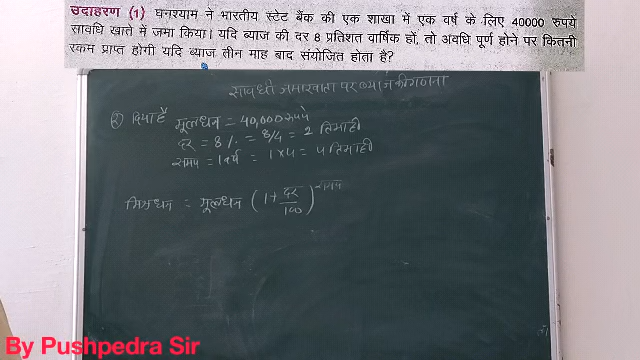 उदाहरण (1) घनश्याम ने भारतीय स्टेट बैंक की एक शाखा में एक वर्ष के लिए 40000 रुपये
सावधि खाते में जमा किया। यदि ब्याज की दर 8 प्रतिशत वार्षिक हो, तो अवधि पूर्ण होने पर कितनी
रकम प्राप्त होगी यदि ब्याज तीन माह बाद संयोजित होता है?
सावधी जमाखाता पर ब्याज की गणना
दिया है मूलधन = 40,000 रुपये
दर = 8% = 8/4 = 2 तिमाही
समय = 1 वर्ष = 1x4 = 4 तिमाही
मिश्रधन = मूलधन (1+ दर/100)^समय
By Pushpedra Sir